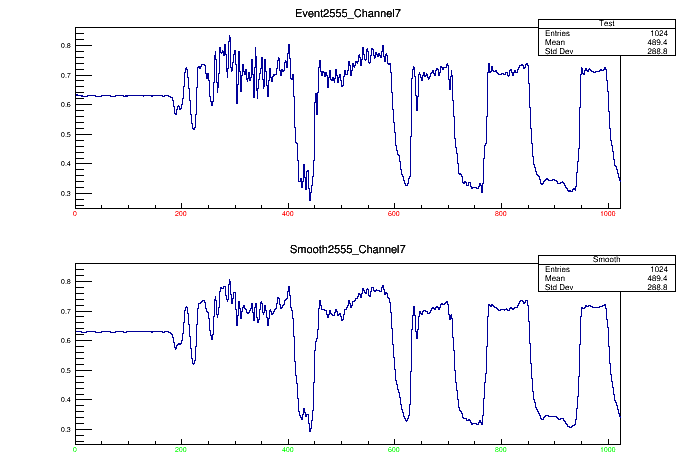 Event2555_Channel7
Test
Entries 1024
Mean 489.4
Std Dev 288.8
0.8
0.7
0.6
0.5
0.4
0.3
0 200 400 600 800 1000
Smooth2555_Channel7
Smooth
Entries 1024
Mean 489.4
Std Dev 288.8
0.8
0.7
0.6
0.5
0.4
0.3
0 200 400 600 800 1000